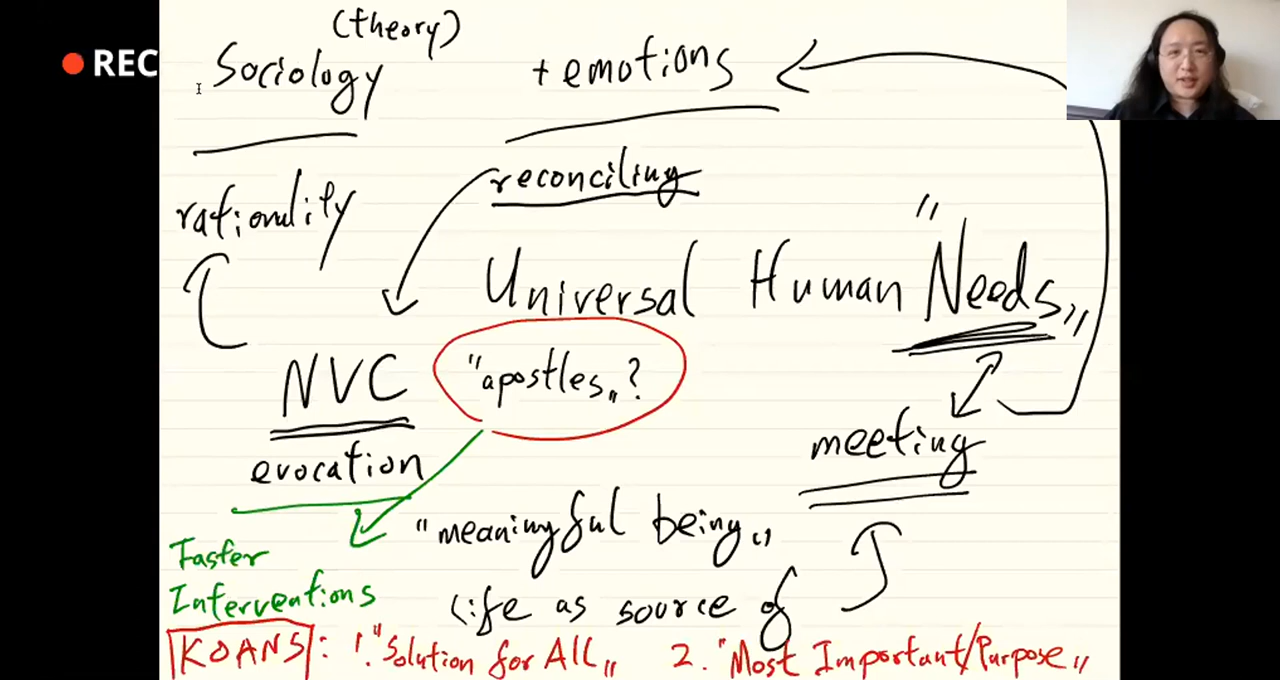 REC
(theory)
Sociology + emotions
rationality reconciling
Universal Human "Needs"
NVC "apostles"?
evocation meeting
"meaningful being"
Life as source of
Faster
Interventions
KOANS: 1. "Solution for All" 2. "Most Important/Purpose"